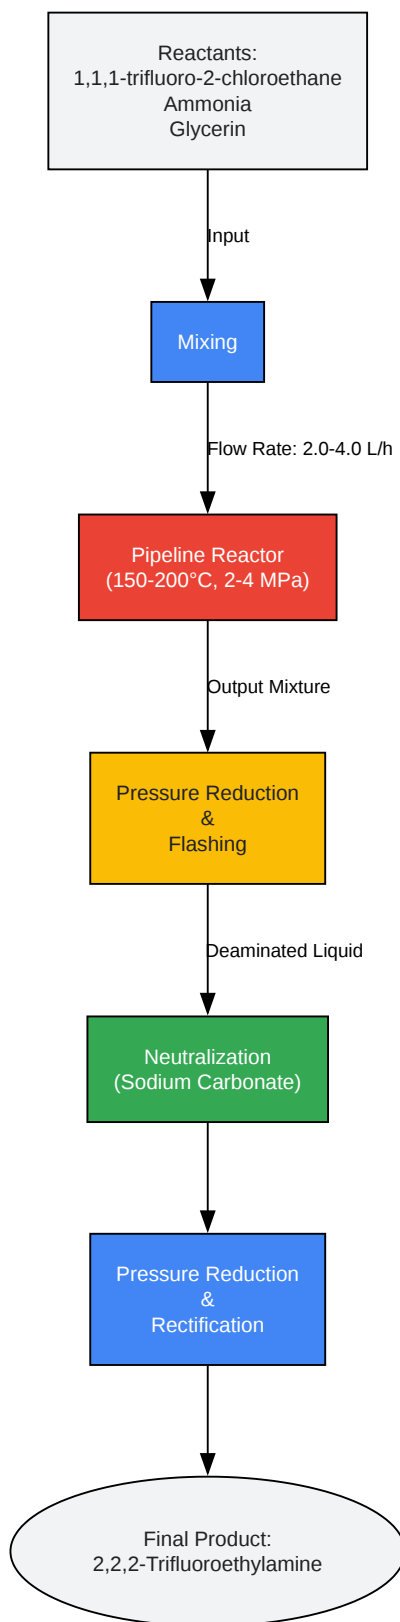 Reactants:
1,1,1-trifluoro-2-chloroethane
Ammonia
Glycerin
Input
Mixing
Flow Rate: 2.0-4.0 L/h
Pipeline Reactor
(150-200°C, 2-4 MPa)
Output Mixture
Pressure Reduction
&
Flashing
Deaminated Liquid
Neutralization
(Sodium Carbonate)
Pressure Reduction
&
Rectification
Final Product:
2,2,2-Trifluoroethylamine